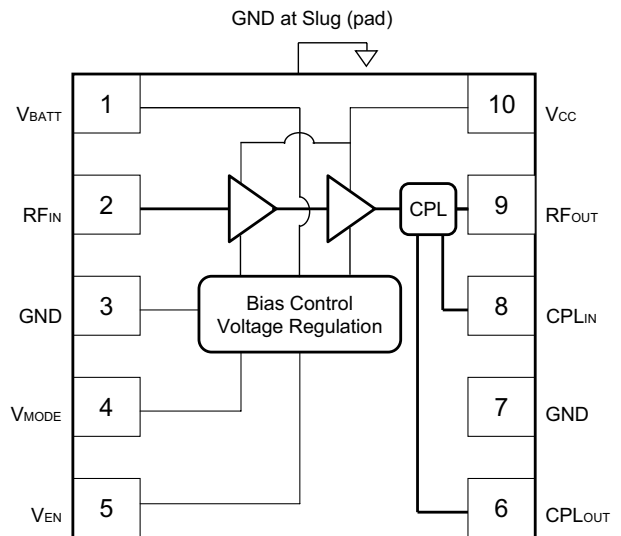 GND at Slug (pad)
VBATT 1
10 VCC
RFIN 2
CPL
9 RFOUT
GND 3
Bias Control
Voltage Regulation
8 CPLIN
VMODE 4
7 GND
VEN 5
6 CPLOUT